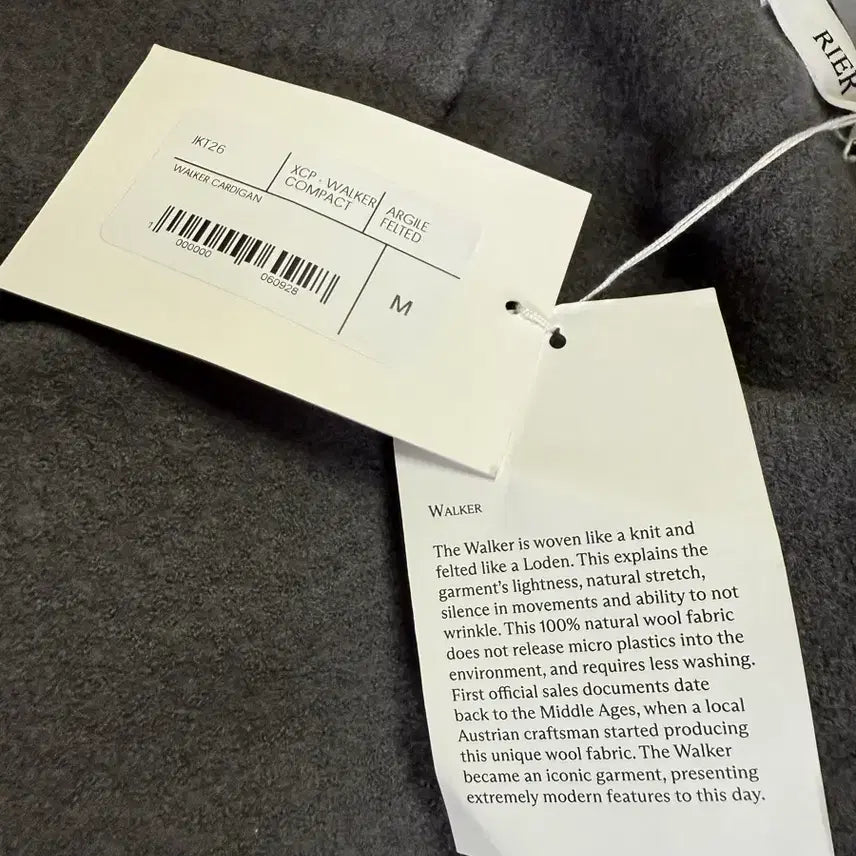 RIER
JKT26
WALKER CARDIGAN
XCP - WALKER
COMPACT
ARGILE
FELTED
1 000000 060928
M
WALKER
The Walker is woven like a knit and
felted like a Loden. This explains the
garment's lightness, natural stretch,
silence in movements and ability to not
wrinkle. This 100% natural wool fabric
does not release micro plastics into the
environment, and requires less washing.
First official sales documents date
back to the Middle Ages, when a local
Austrian craftsman started producing
this unique wool fabric. The Walker
became an iconic garment, presenting
extremely modern features to this day.